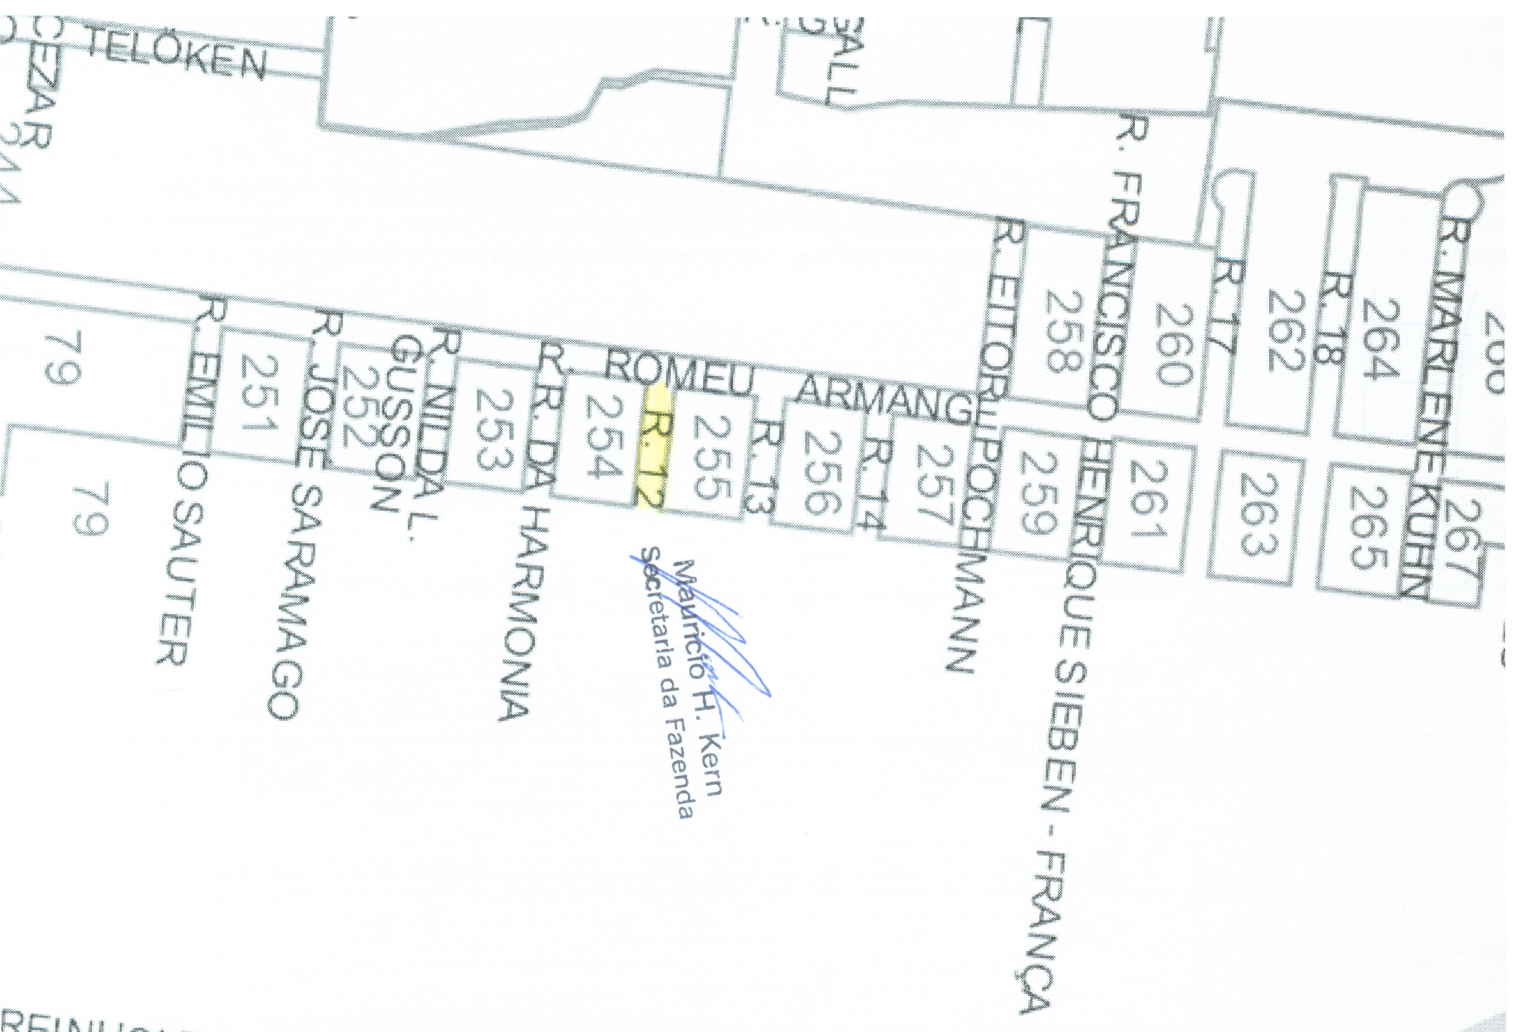 TELÖKEN
CEZAR
GALL
R. FRANCISCO HENRIQUE SIEBEN - FRANÇA
R. EITOR POCHMANN
258
260
R. 17
262
R. 18
264
R. MARLENE KUHN
79
R. EMILIO SAUTER
251
R. JOSÉ SARAMAGO
252
R. NILDA L.
GUSSON
253
R. ROMEU ARMANG
R. DA HARMONIA
254
R. 12
255
R. 13
256
R. 14
257
259
261
263
265
267
79
Mauricio H. Kern
Secretaria da Fazenda